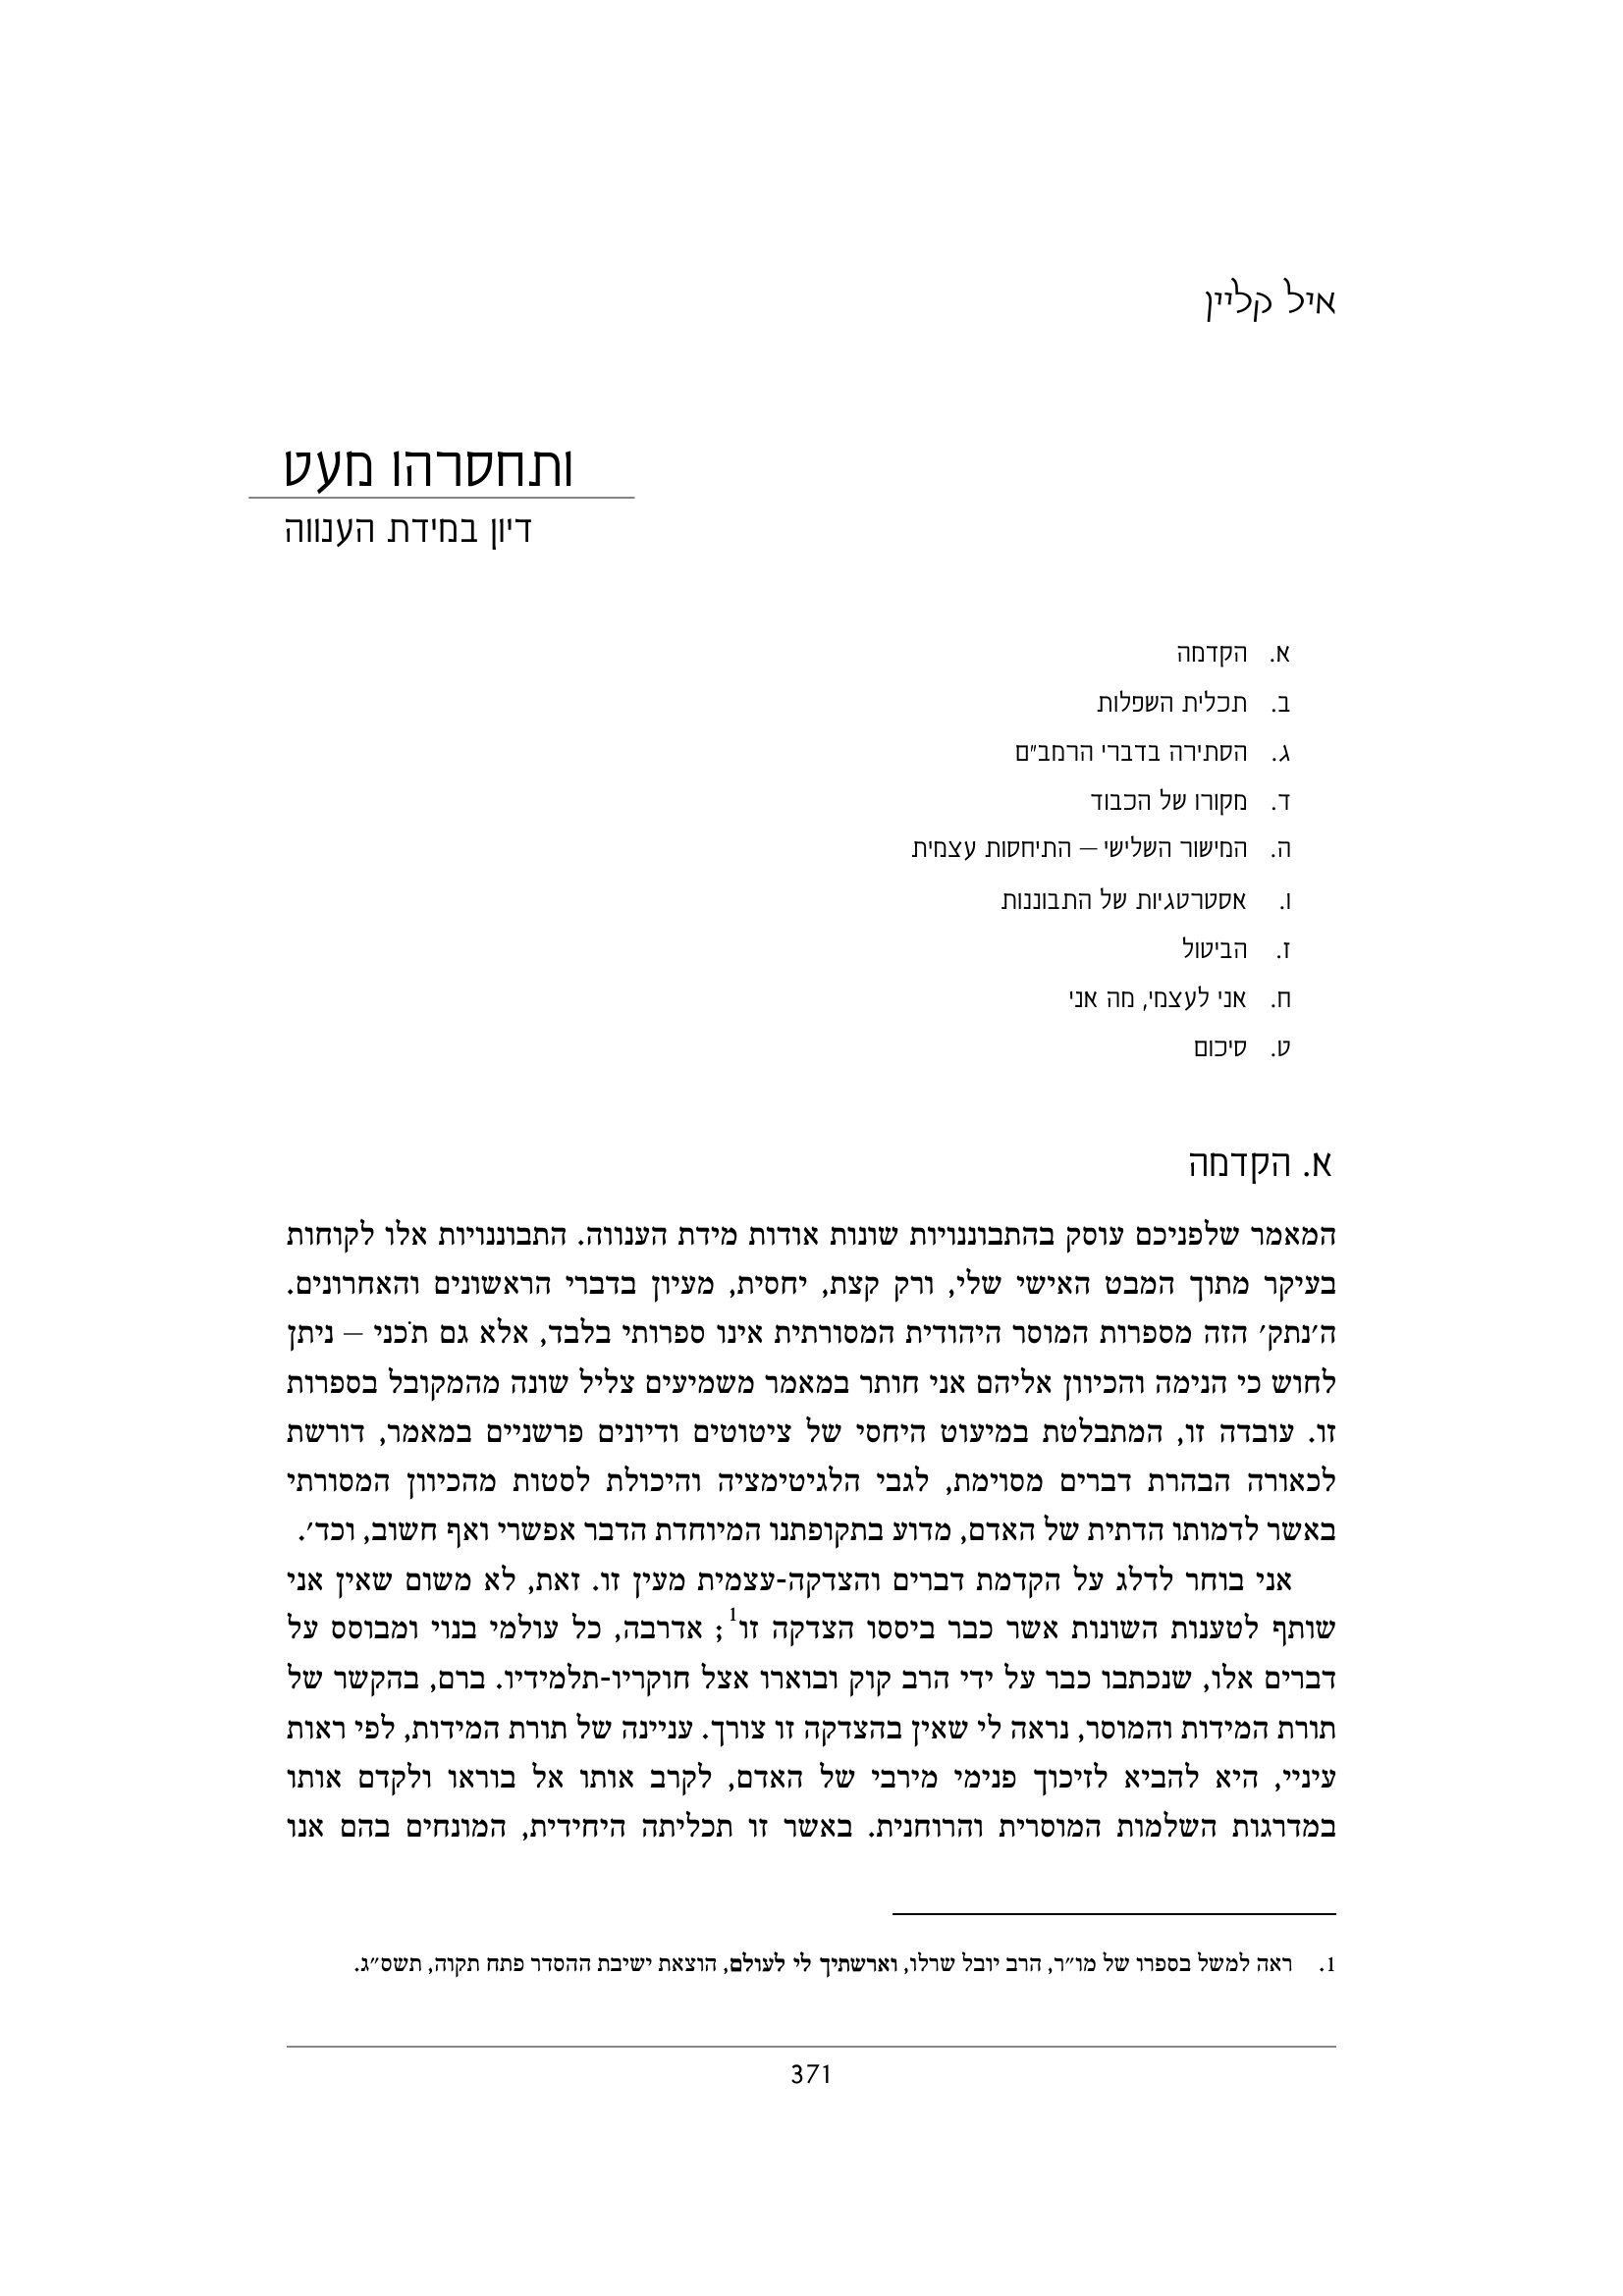 איל קליין
ותחסרהו מעט
דיון במידת הענווה
א. הקדמה
ב. תכלית השפלות
ג. הסתירה בדברי הרמב״ם
ד. מקורו של הכבוד
ה. המישור השלישי – התיחסות עצמית
ו. אסטרטגיות של התבוננות
ז. הביטול
ח. אני לעצמי, מה אני
ט. סיכום
א. הקדמה
המאמר שלפניכם עוסק בהתבוננויות שונות אודות מידת הענווה. התבוננויות אלו לקוחות
בעיקר מתוך המבט האישי שלי, ורק קצת, יחסית, מעיון בדברי הראשונים והאחרונים.
ה׳נתק׳ הזה מספרות המוסר היהודית המסורתית אינו ספרותי בלבד, אלא גם תֹכני – ניתן
לחוש כי הנימה והכיוון אליהם אני חותר במאמר משמיעים צליל שונה מהמקובל בספרות
זו. עובדה זו, המתבלטת במיעוט היחסי של ציטוטים ודיונים פרשניים במאמר, דורשת
לכאורה הבהרת דברים מסוימת, לגבי הלגיטימציה והיכולת לסטות מהכיוון המסורתי
באשר לדמותו הדתית של האדם, מדוע בתקופתנו המיוחדת הדבר אפשרי ואף חשוב, וכד׳.
אני בוחר לדלג על הקדמת דברים והצדקה-עצמית מעין זו. זאת, לא משום שאין אני
שותף לטענות השונות אשר כבר ביססו הצדקה זו1; אדרבה, כל עולמי בנוי ומבוסס על
דברים אלו, שנכתבו כבר על ידי הרב קוק ובוארו אצל חוקריו-תלמידיו. ברם, בהקשר של
תורת המידות והמוסר, נראה לי שאין בהצדקה זו צורך. עניינה של תורת המידות, לפי ראות
עיניי, היא להביא לזיכוך פנימי מירבי של האדם, לקרב אותו אל בוראו ולקדם אותו
במדרגות השלמות המוסרית והרוחנית. באשר זו תכליתה היחידית, המונחים בהם אנו
1. ראה למשל בספרו של מו״ר, הרב יובל שרלו, וארשתיך לי לעולם, הוצאת ישיבת ההסדר פתח תקוה, תשס״ג.
371